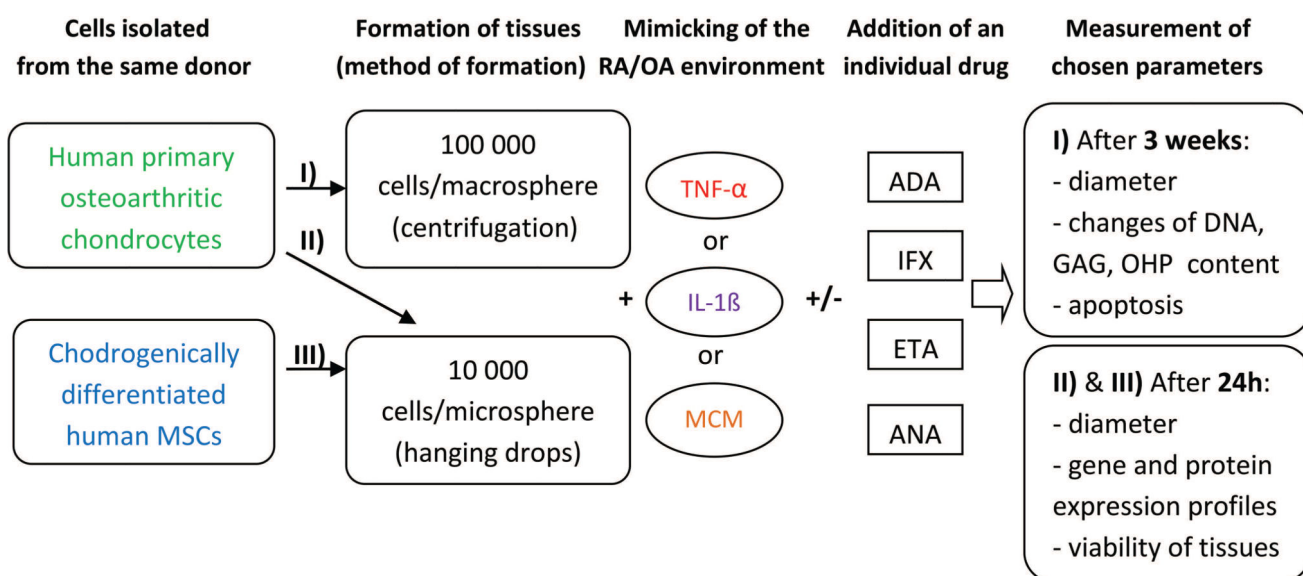 Cells isolated
from the same donor
Formation of tissues
(method of formation)
Mimicking of the
RA/OA environment
Addition of an
individual drug
Measurement of
chosen parameters
Human primary
osteoarthritic
chondrocytes
I)
II)
100 000
cells/macrosphere
(centrifugation)
Chodrogenically
differentiated
human MSCs
III)
10 000
cells/microsphere
(hanging drops)
+
TNF-α
or
IL-1ß
or
MCM
+/-
ADA
IFX
ETA
ANA
I) After 3 weeks:
- diameter
- changes of DNA,
GAG, OHP content
- apoptosis
II) & III) After 24h:
- diameter
- gene and protein
expression profiles
- viability of tissues